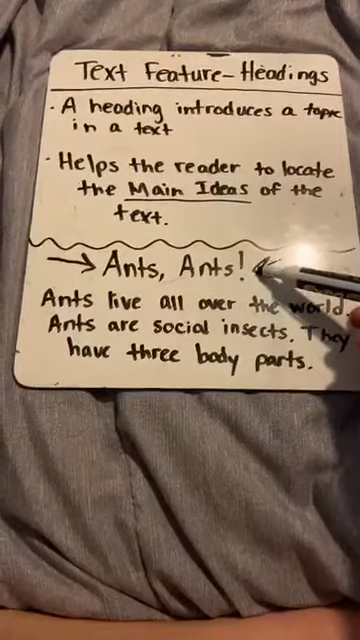 Text Feature - Headings
· A heading introduces a topic
in a text
· Helps the reader to locate
the Main Ideas of the
text.
Ants, Ants!
Ants live all over the world.
Ants are social insects. They
have three body parts.